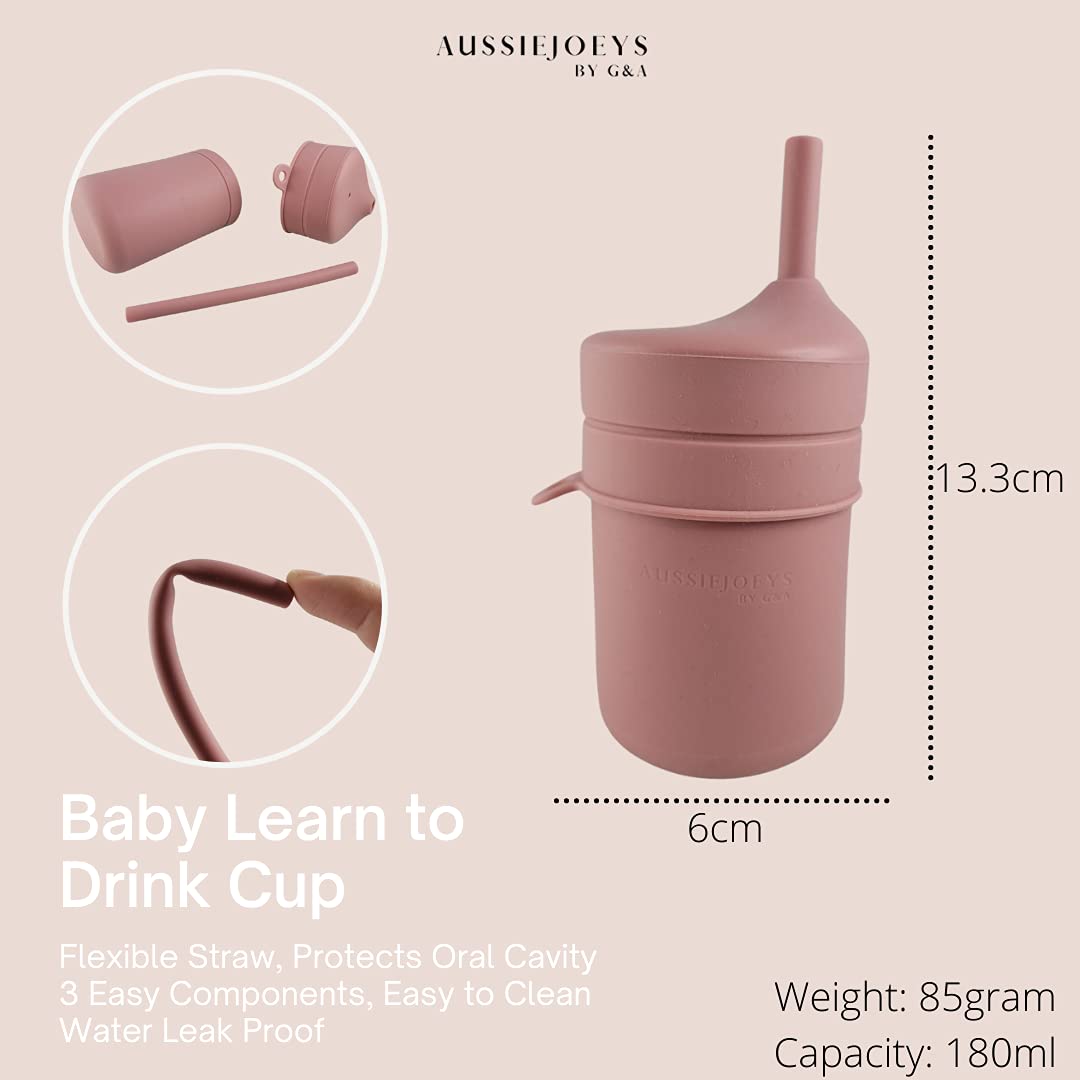 AUSSIEJOEYS
BY G&A
13.3cm
AUSSIEJOEYS
BY G&A
6cm
Baby Learn to
Drink Cup
Flexible Straw, Protects Oral Cavity
3 Easy Components, Easy to Clean
Water Leak Proof
Weight: 85gram
Capacity: 180ml